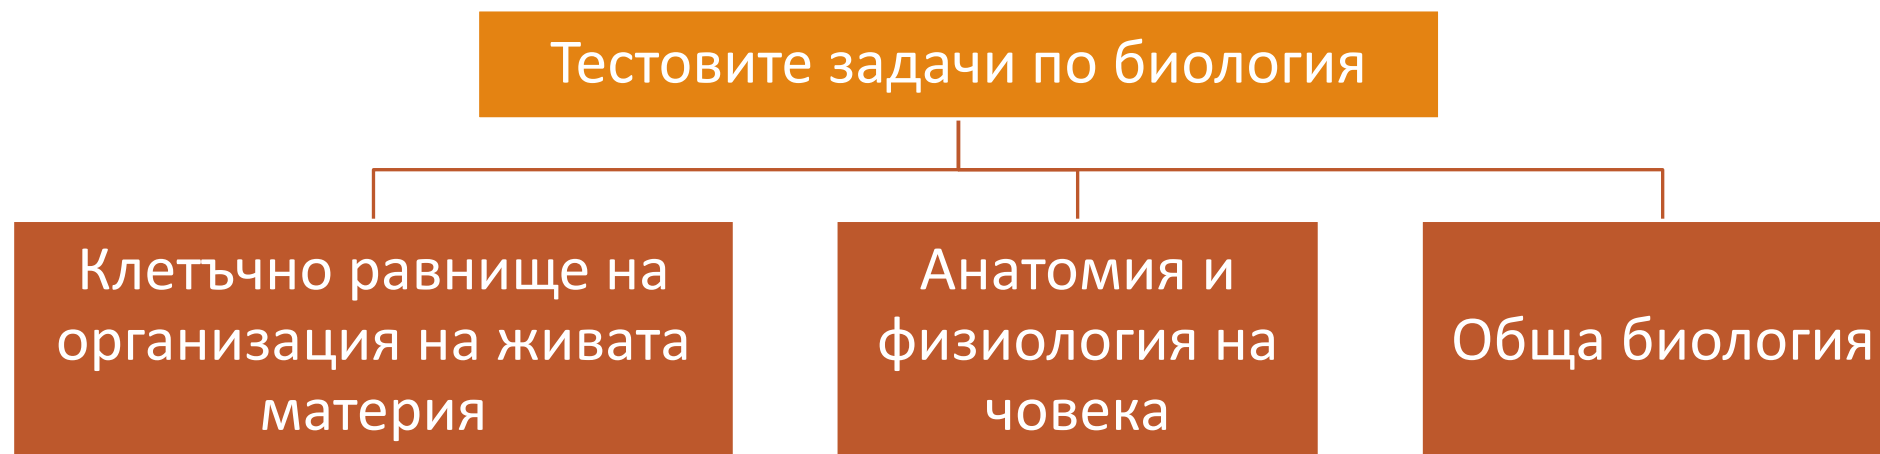 Тестовите задачи по биология
Клетъчно равнище на
организация на живата
материя
Анатомия и
физиология на
човека
Обща биология